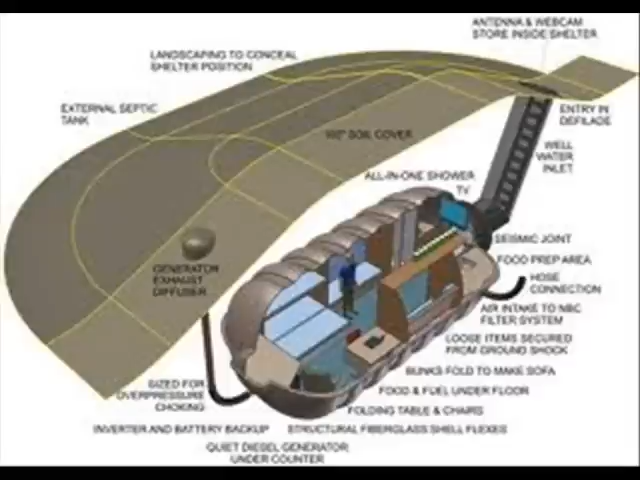 ANTENNA & WEBCAM
STORE INSIDE SHELTER
LANDSCAPING TO CONCEAL
SHELTER POSITION
EXTERNAL SEPTIC
TANK
ENTRY IN
DEFILADE
SOIL COVER
WELL
WATER
INLET
ALL-IN-ONE SHOWER
TV
SEISMIC JOINT
FOOD PREP AREA
GENERATOR
EXHAUST
DIFFUSER
HOSE
CONNECTION
AIR INTAKE TO NBC
FILTER SYSTEM
LOOSE ITEMS SECURED
FROM GROUND SHOCK
BUNKS FOLD TO MAKE SOFA
SIZED FOR
OVERPRESSURE
CHOKING
FOOD & FUEL UNDER FLOOR
FOLDING TABLE & CHAIRS
INVERTER AND BATTERY BACKUP
STRUCTURAL FIBERGLASS SHELL FLEXES
QUIET DIESEL GENERATOR
UNDER COUNTER